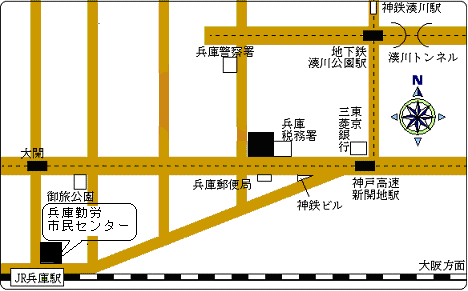 神鉄湊川駅
兵庫警察署
地下鉄
湊川公園駅
湊川トンネル
N
兵庫
税務署
三菱
東京
銀行
大開
神戸高速
新開地駅
兵庫郵便局
神鉄ビル
御旅公園
兵庫勤労
市民センター
大阪方面
JR兵庫駅